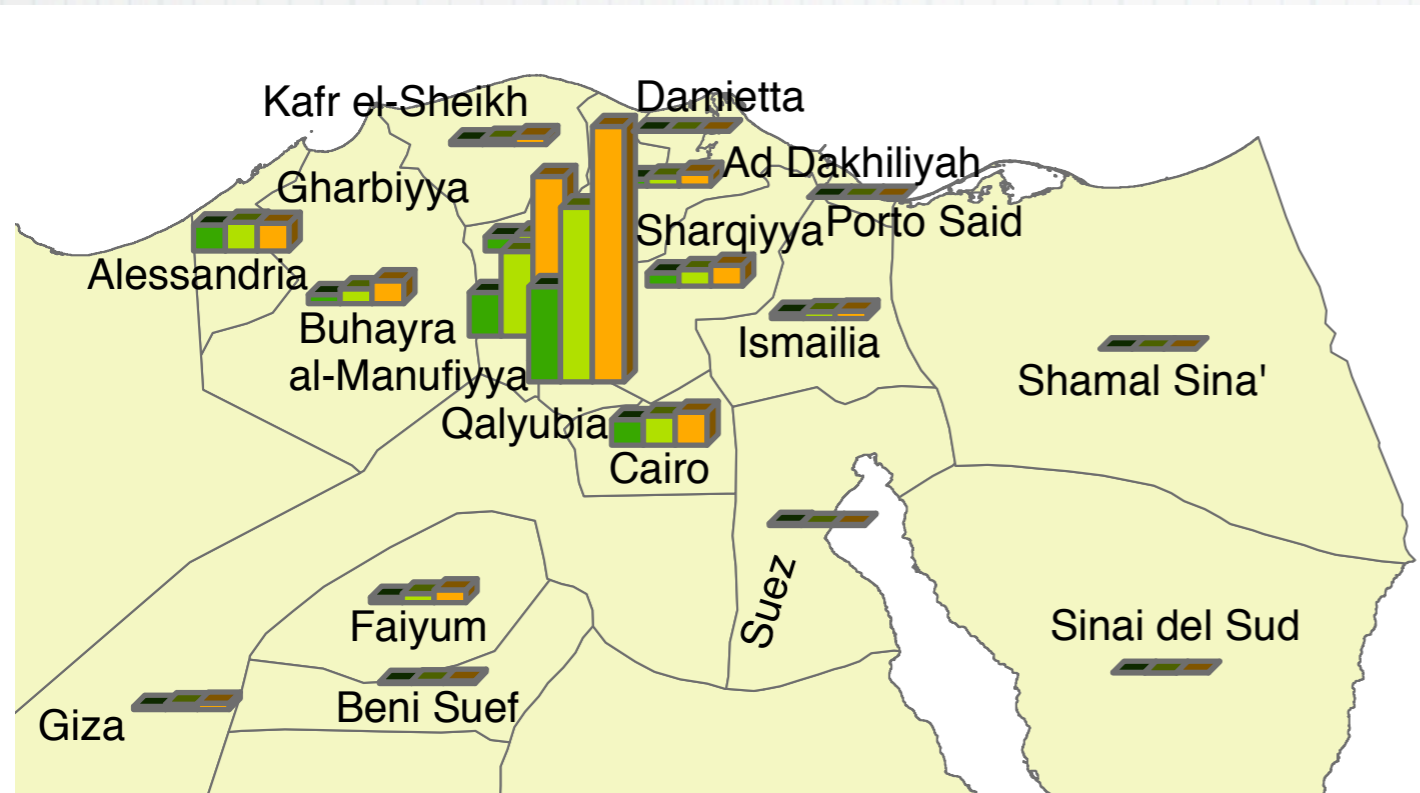 Kafr el-Sheikh
Damietta
Ad Dakhiliyah
Gharbiyya
Porto Said
Sharqiyya
Alessandria
Buhayra
Ismailia
al-Manufiyya
Shamal Sina'
Qalyubia
Cairo
Suez
Faiyum
Sinai del Sud
Beni Suef
Giza